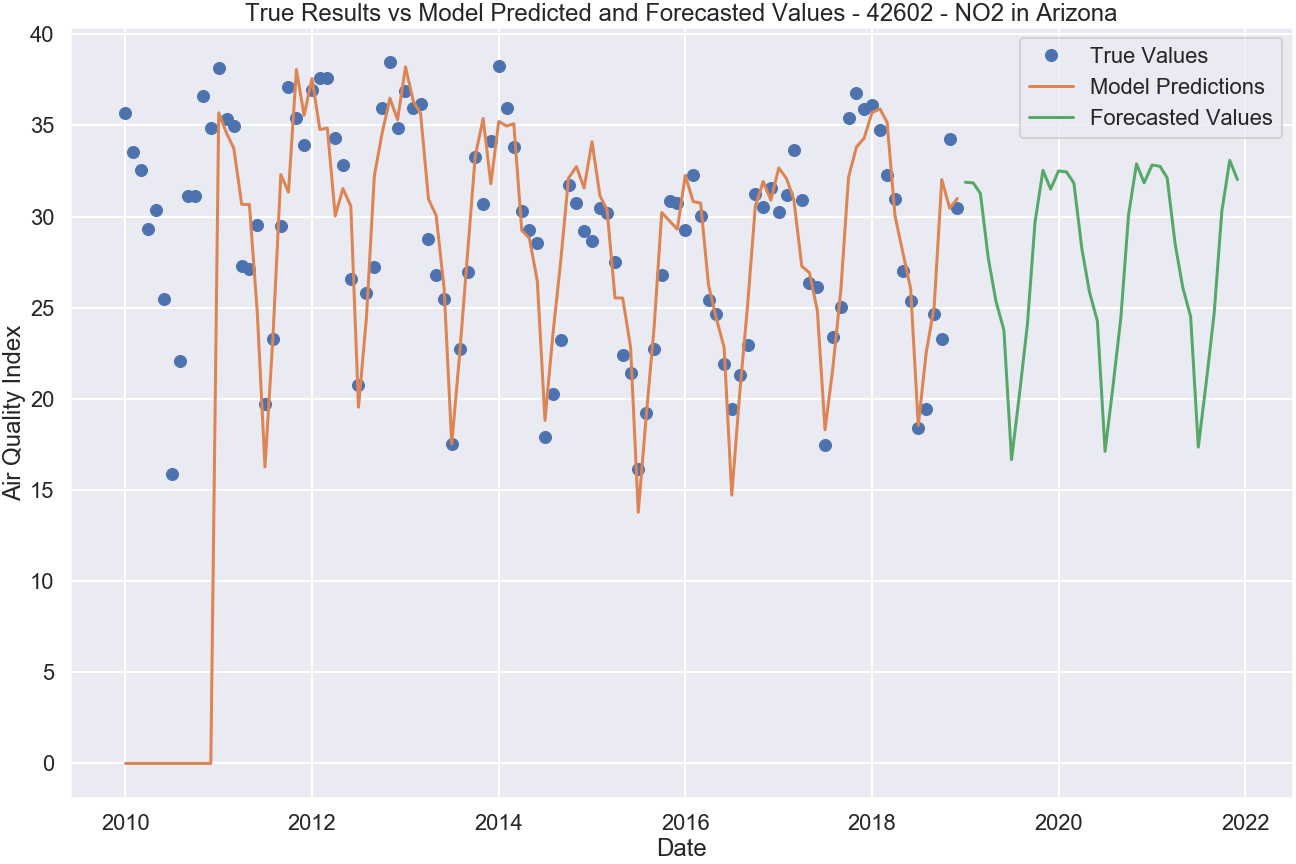 True Results vs Model Predicted and Forecasted Values - 42602 - NO2 in Arizona
True Values
Model Predictions
Forecasted Values
Air Quality Index
40
35
30
25
20
15
10
5
0
2010 2012 2014 2016 2018 2020 2022
Date